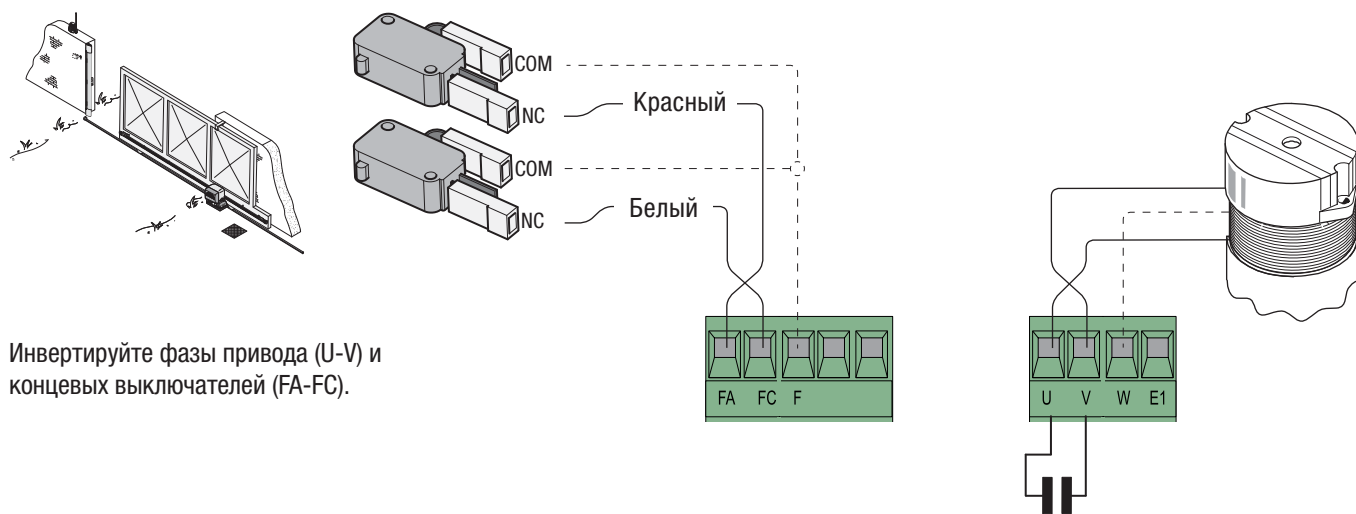 COM
NC
Красный
COM
NC
Белый
Инвертируйте фазы привода (U-V) и
концевых выключателей (FA-FC).
FA FC F
U V W E1